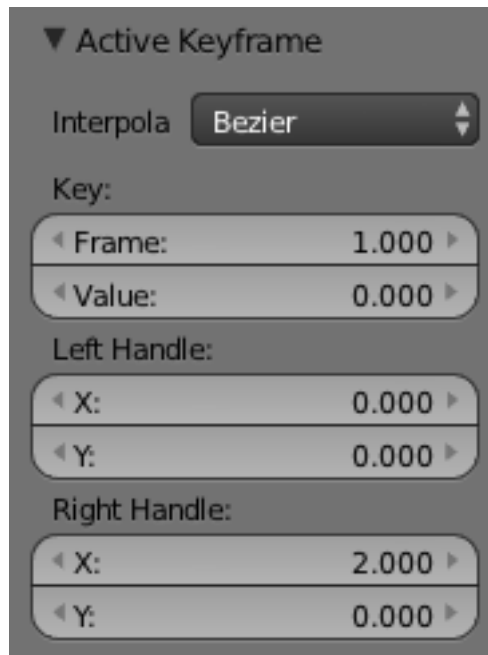 Active Keyframe
Interpola Bezier
Key:
Frame: 1.000
Value: 0.000
Left Handle:
X: 0.000
Y: 0.000
Right Handle:
X: 2.000
Y: 0.000